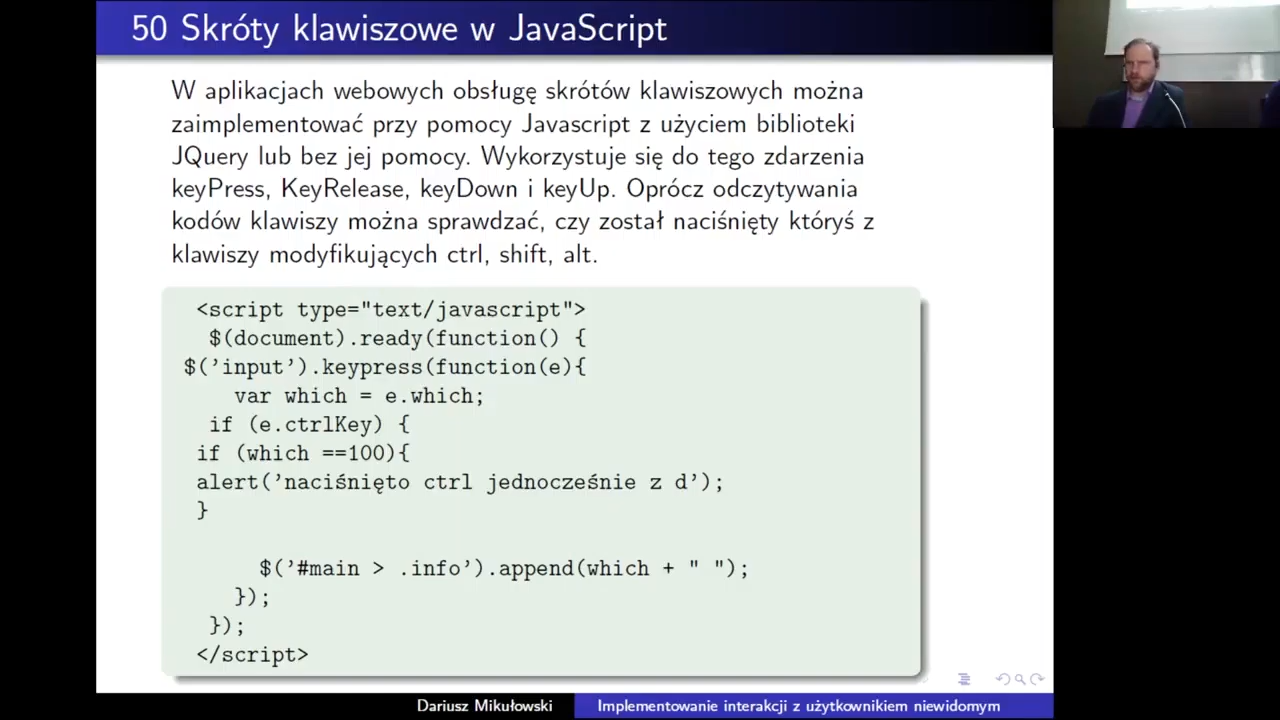 50 Skróty klawiszowe w JavaScript
W aplikacjach webowych obsługę skrótów klawiszowych można
zaimplementować przy pomocy Javascript z użyciem biblioteki
JQuery lub bez jej pomocy. Wykorzystuje się do tego zdarzenia
keyPress, KeyRelease, keyDown i keyUp. Oprócz odczytywania
kodów klawiszy można sprawdzać, czy został naciśnięty któryś z
klawiszy modyfikujących ctrl, shift, alt.
<script type="text/javascript">
$(document).ready(function() {
$('input').keypress(function(e){
var which = e.which;
if (e.ctrlKey) {
if (which ==100){
alert('naciśnięto ctrl jednocześnie z d');
}
$('#main > .info').append(which + " ");
});
});
</script>
Dariusz Mikułowski
Implementowanie interakcji z użytkownikiem niewidomym